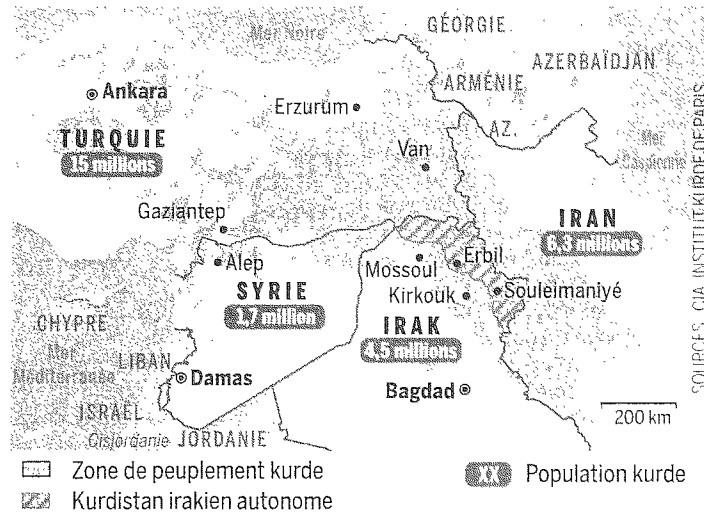 Mer Noire
GÉORGIE
AZERBAÏDJAN
ARMÉNIE
Ankara
Erzurum
AZ.
TURQUIE
15 millions
Van
Mer
Caspienne
Gaziantep
IRAN
6.3 millions
Alep
Mossoul
Erbil
SYRIE
1,7 million
Kirkouk
Souleimaniyé
CHYPRE
IRAK
4.5 millions
Mer
Méditerranée
LIBAN
Damas
Bagdad
ISRAËL
200 km
Cisjordanie
JORDANIE
SOURCES : CIA, INSTITUT KURDE DE PARIS
Zone de peuplement kurde
XX Population kurde
Kurdistan irakien autonome